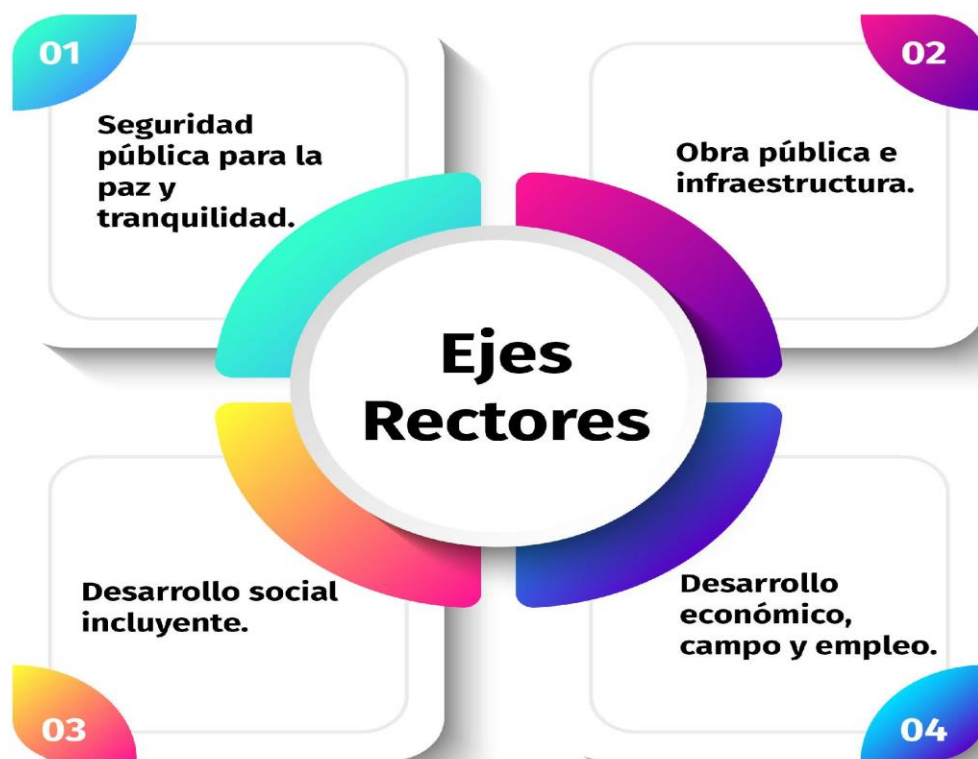 01
Seguridad
pública para la
paz y
tranquilidad.
02
Obra pública e
infraestructura.
Ejes
Rectores
Desarrollo social
incluyente.
03
Desarrollo
económico,
campo y empleo.
04